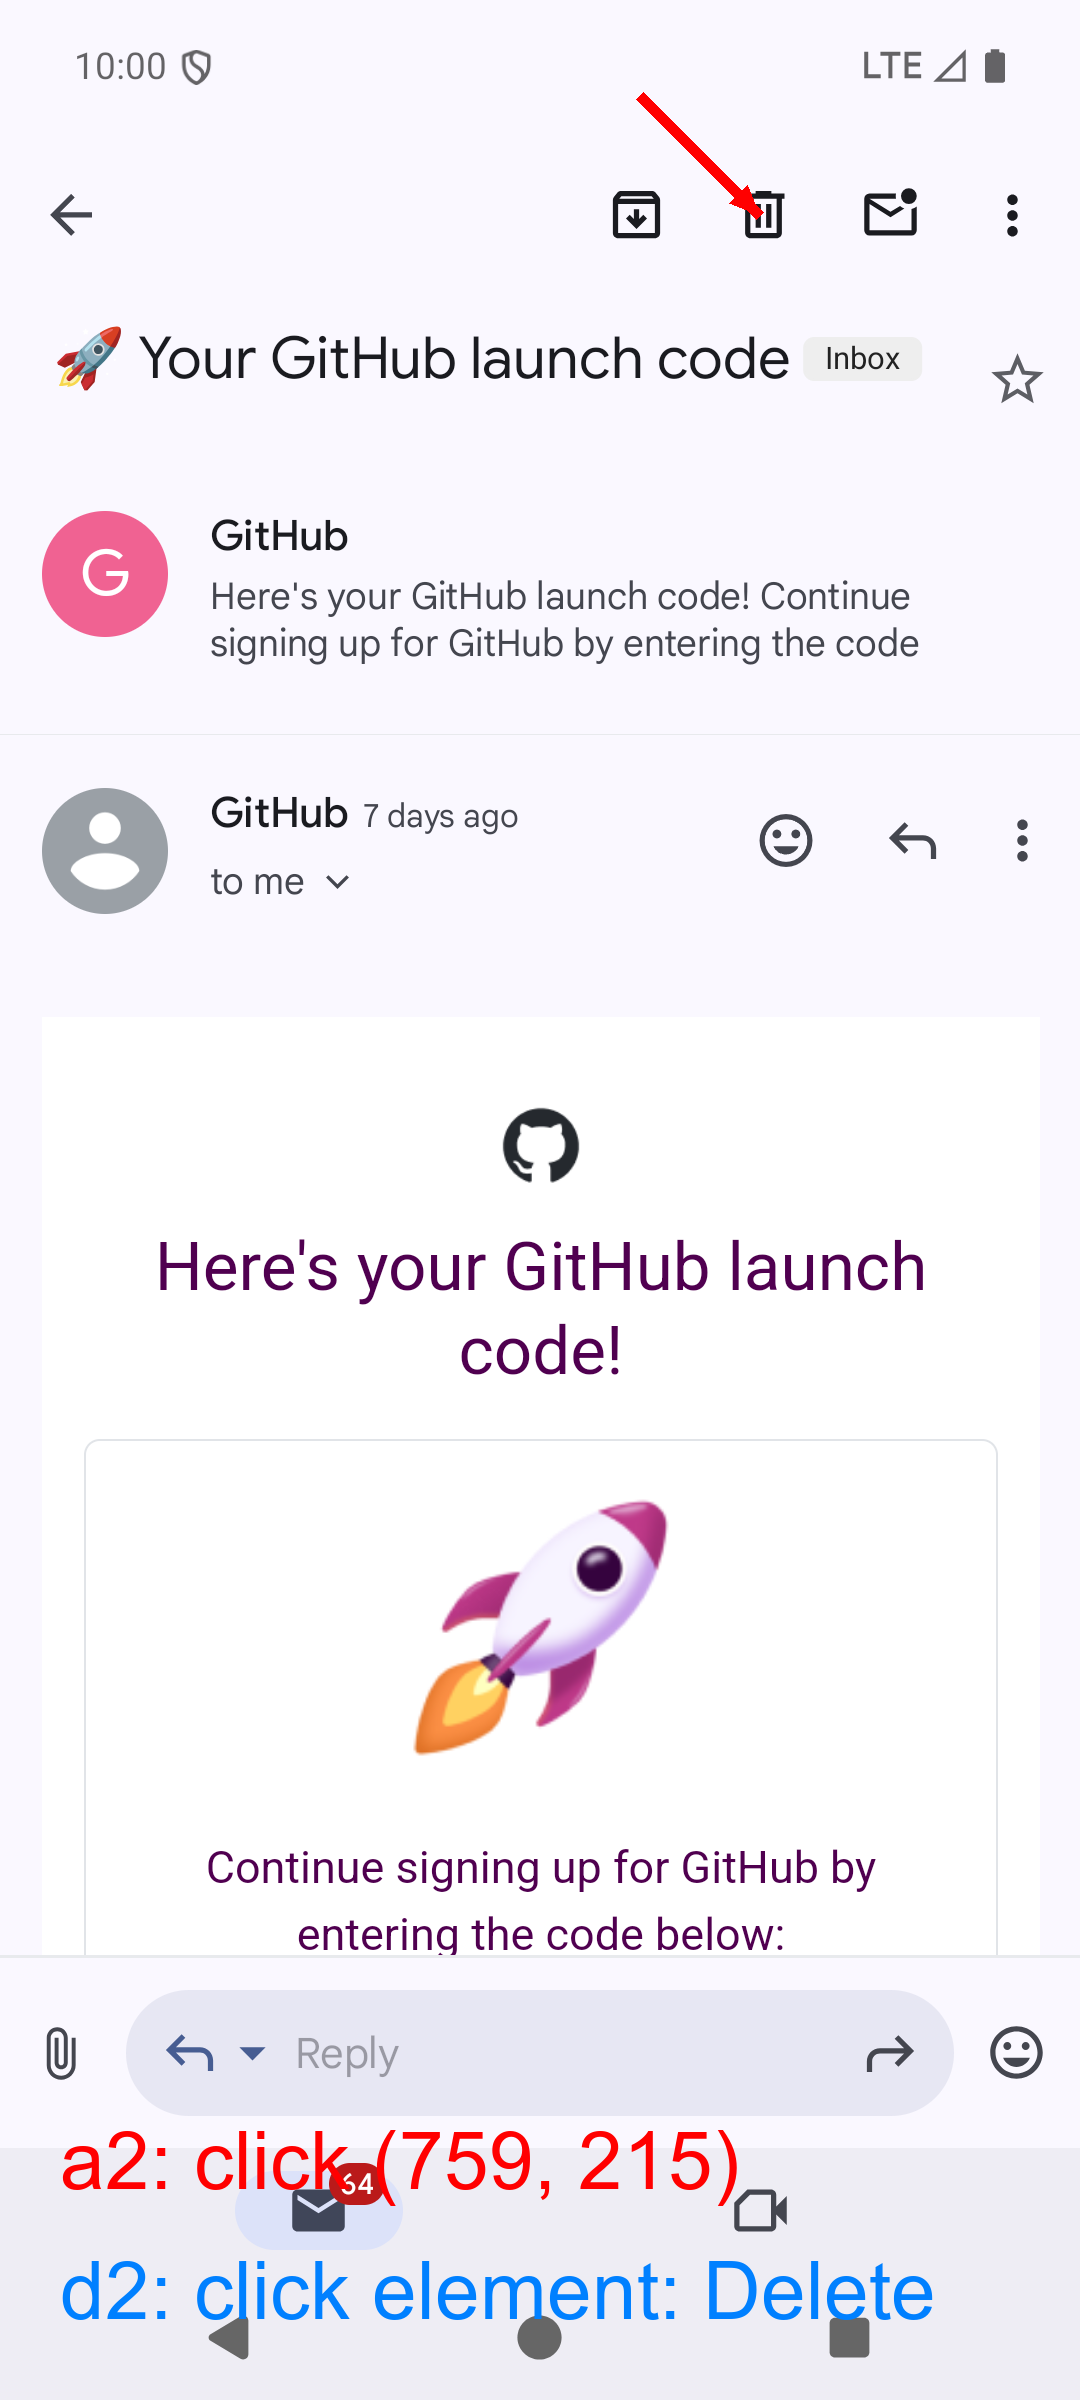 10:00
LTE
🚀 Your GitHub launch code Inbox
G
GitHub
Here's your GitHub launch code! Continue
signing up for GitHub by entering the code
GitHub 7 days ago
to me
Here's your GitHub launch
code!
Continue signing up for GitHub by
entering the code below:
Reply
a2: click (759, 215)
64
d2: click element: Delete